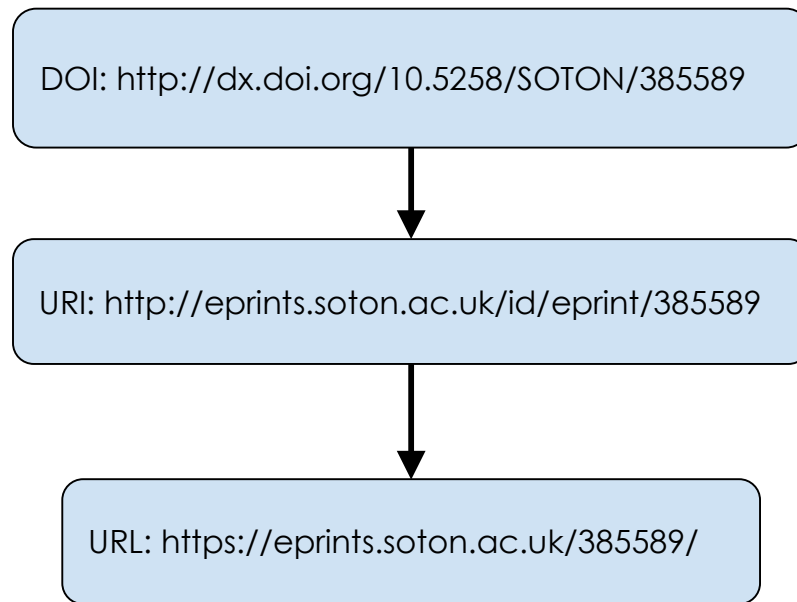 DOI: http://dx.doi.org/10.5258/SOTON/385589
URI: http://eprints.soton.ac.uk/id/eprint/385589
URL: https://eprints.soton.ac.uk/385589/